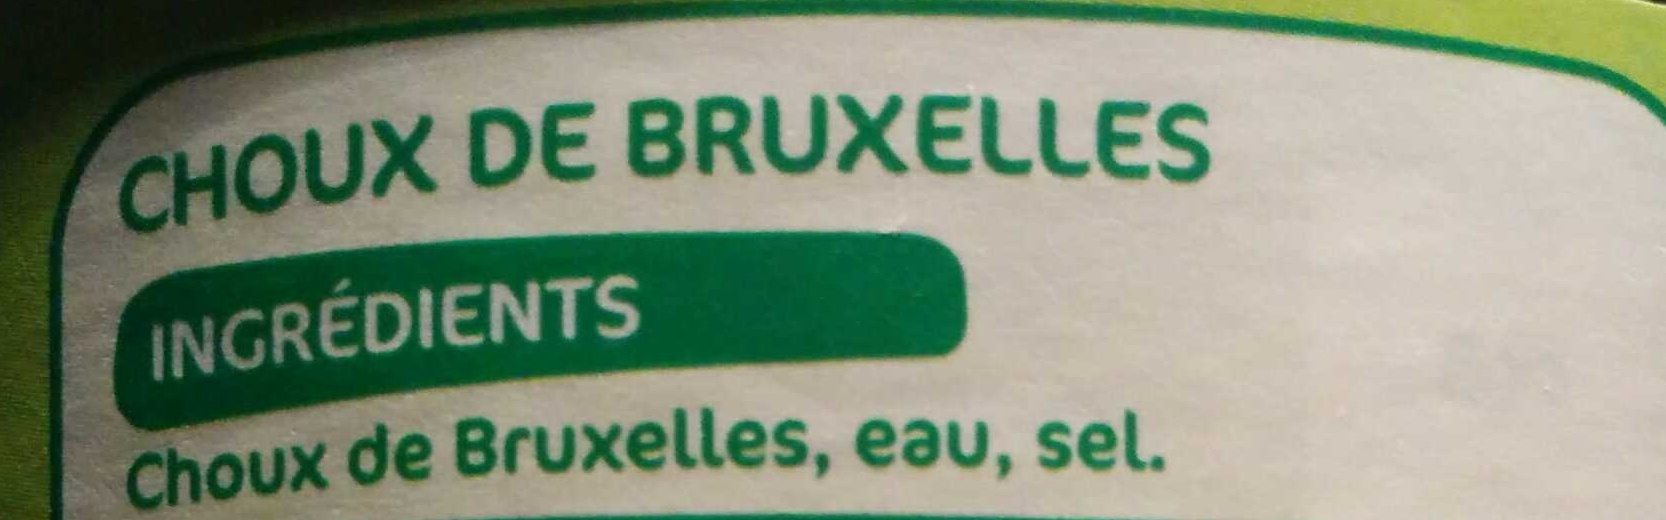 CHOUX DE BRUXELLES
INGRÉDIENTS
Choux de Bruxelles, eau, sel.